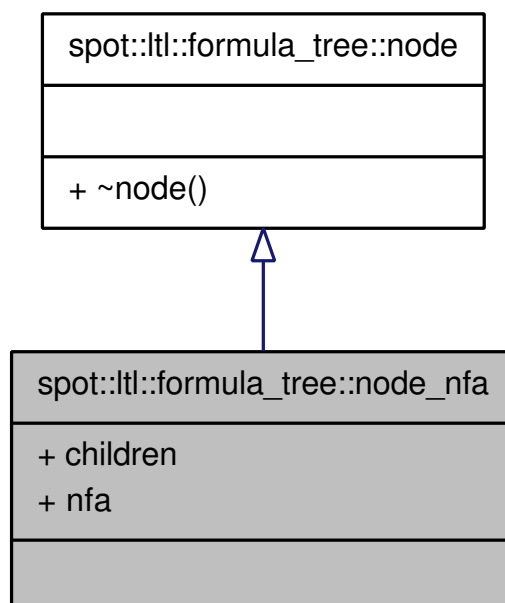 spot::ltl::formula_tree::node
+ ~node()
spot::ltl::formula_tree::node_nfa
+ children
+ nfa